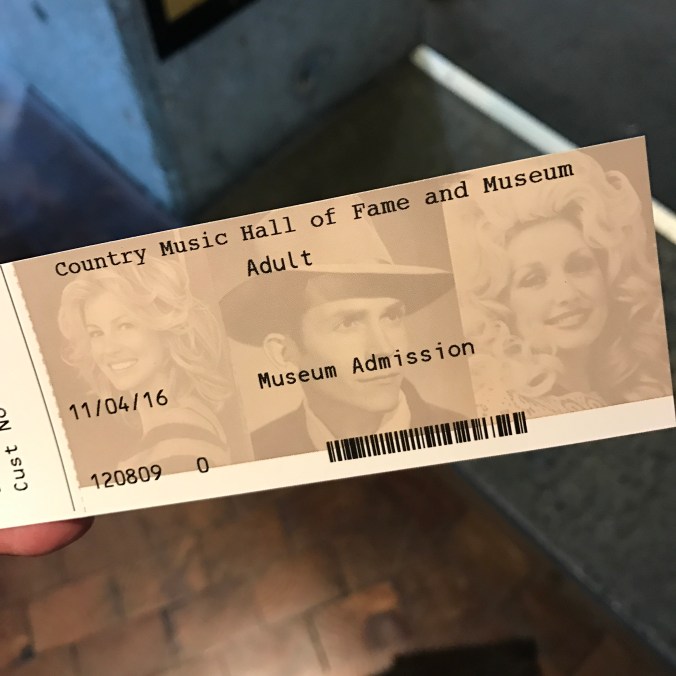 Country Music Hall of Fame and Museum
Adult
Museum Admission
11/04/16
120809 0
Cust No